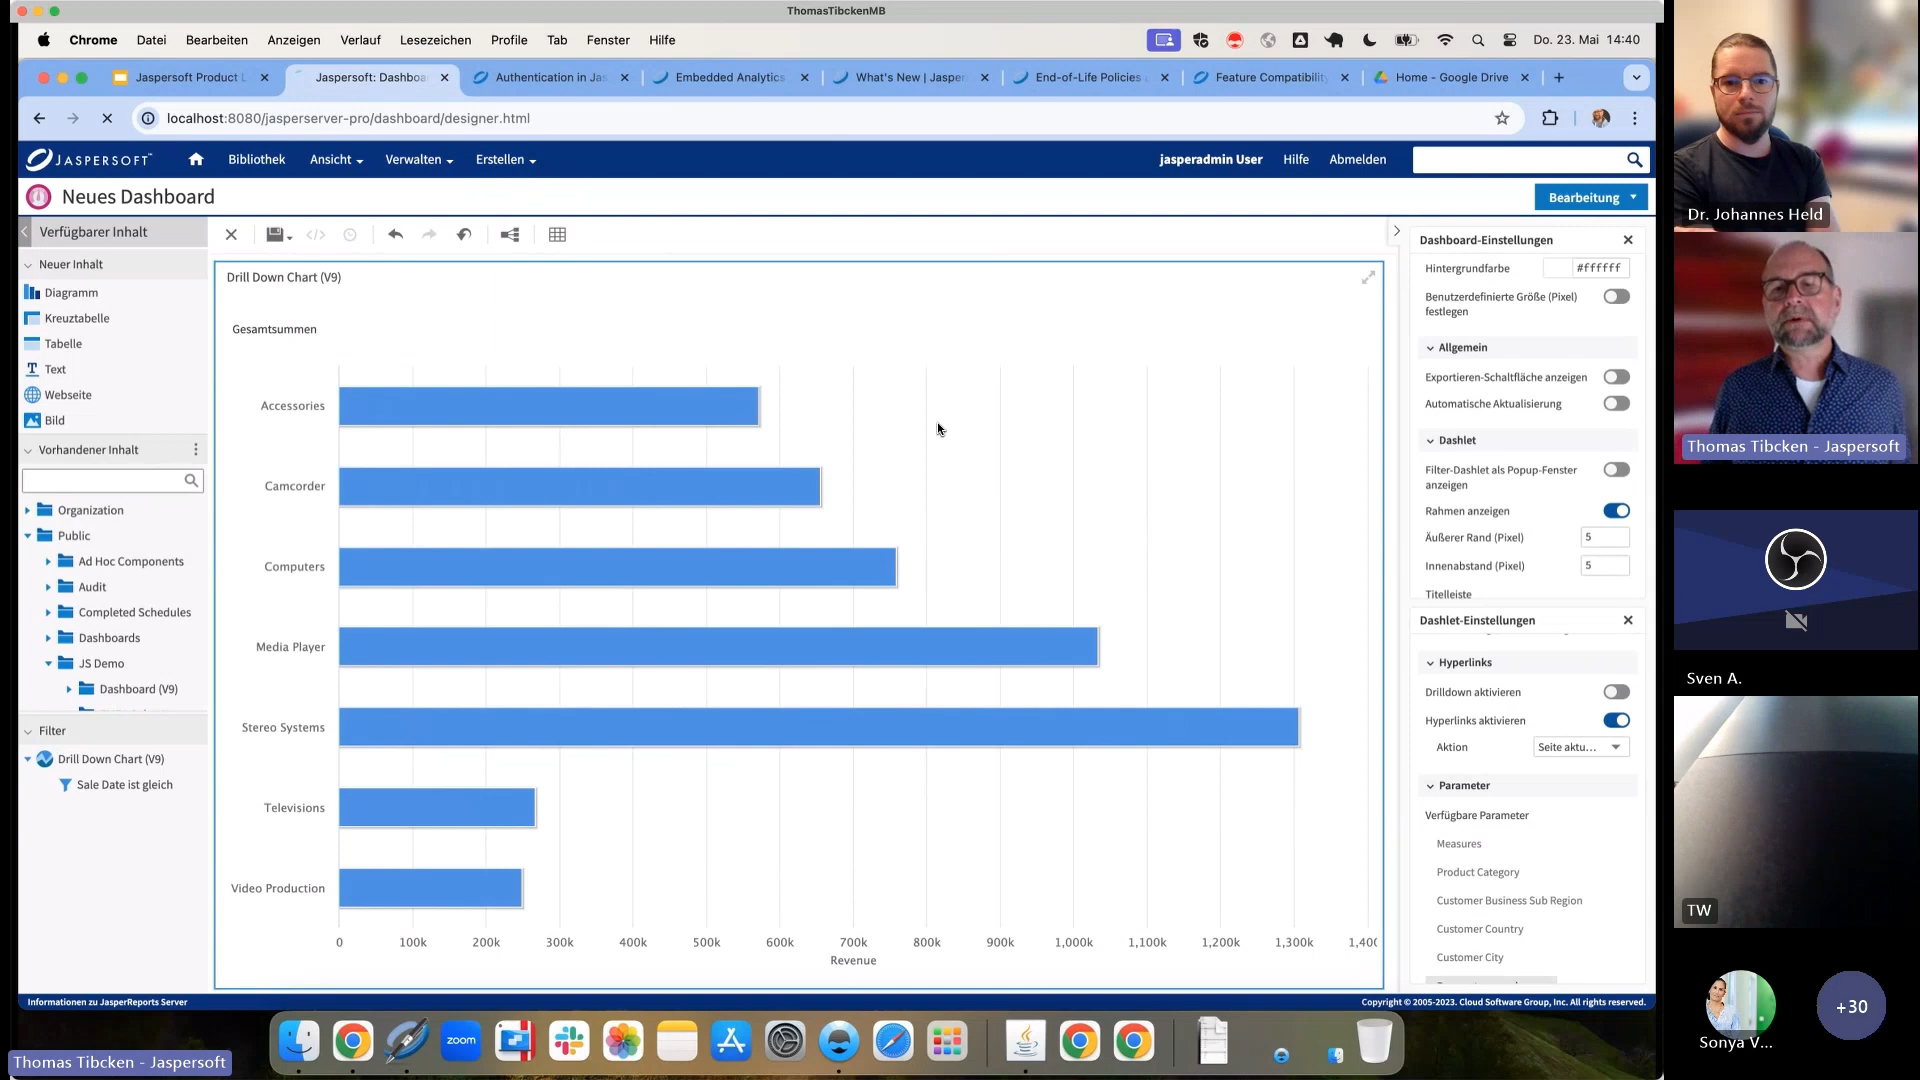 ThomasTibckenMB
Chrome Datei Bearbeiten Anzeigen Verlauf Lesezeichen Profile Tab Fenster Hilfe Do. 23. Mai 14:40
Jaspersoft Product L Jaspersoft: Dashboa Authentication in Jas Embedded Analytics What's New | Jasper End-of-Life Policies Feature Compatibility Home - Google Drive
localhost:8080/jasperserver-pro/dashboard/designer.html
JASPERSOFT Bibliothek Ansicht Verwalten Erstellen jasperadmin User Hilfe Abmelden
Neues Dashboard Bearbeitung
Verfügbarer Inhalt
Neuer Inhalt
Diagramm
Kreuztabelle
Tabelle
Text
Webseite
Bild
Vorhandener Inhalt
Organization
Public
Ad Hoc Components
Audit
Completed Schedules
Dashboards
JS Demo
Dashboard (V9)
Filter
Drill Down Chart (V9)
Sale Date ist gleich
Drill Down Chart (V9)
Gesamtsummen
Accessories
Camcorder
Computers
Media Player
Stereo Systems
Televisions
Video Production
0 100k 200k 300k 400k 500k 600k 700k 800k 900k 1,000k 1,100k 1,200k 1,300k 1,400
Revenue
Dashboard-Einstellungen
Hintergrundfarbe #ffffff
Benutzerdefinierte Größe (Pixel)
festlegen
Allgemein
Exportieren-Schaltfläche anzeigen
Automatische Aktualisierung
Dashlet
Filter-Dashlet als Popup-Fenster
anzeigen
Rahmen anzeigen
Äußerer Rand (Pixel) 5
Innenabstand (Pixel) 5
Titelleiste
Dashlet-Einstellungen
Hyperlinks
Drilldown aktivieren
Hyperlinks aktivieren
Aktion Seite aktu...
Parameter
Verfügbare Parameter
Measures
Product Category
Customer Business Sub Region
Customer Country
Customer City
Informationen zu JasperReports Server Copyright © 2005-2023. Cloud Software Group, Inc. All rights reserved.
zoom
Thomas Tibcken - Jaspersoft
Dr. Johannes Held
Thomas Tibcken - Jaspersoft
Sven A.
TW
Sonya V...
+30